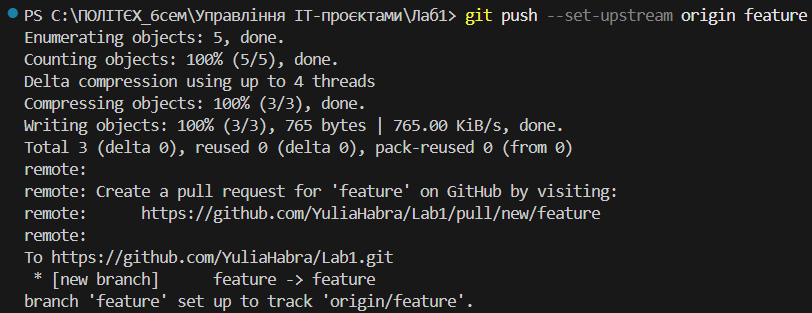 PS C:\ПОЛІТЄХ_6сем\Управління ІТ-проєктами\Лаб1> git push --set-upstream origin feature
Enumerating objects: 5, done.
Counting objects: 100% (5/5), done.
Delta compression using up to 4 threads
Compressing objects: 100% (3/3), done.
Writing objects: 100% (3/3), 765 bytes | 765.00 KiB/s, done.
Total 3 (delta 0), reused 0 (delta 0), pack-reused 0 (from 0)
remote:
remote: Create a pull request for 'feature' on GitHub by visiting:
remote:      https://github.com/YuliaHabra/Lab1/pull/new/feature
remote:
To https://github.com/YuliaHabra/Lab1.git
 * [new branch]      feature -> feature
branch 'feature' set up to track 'origin/feature'.